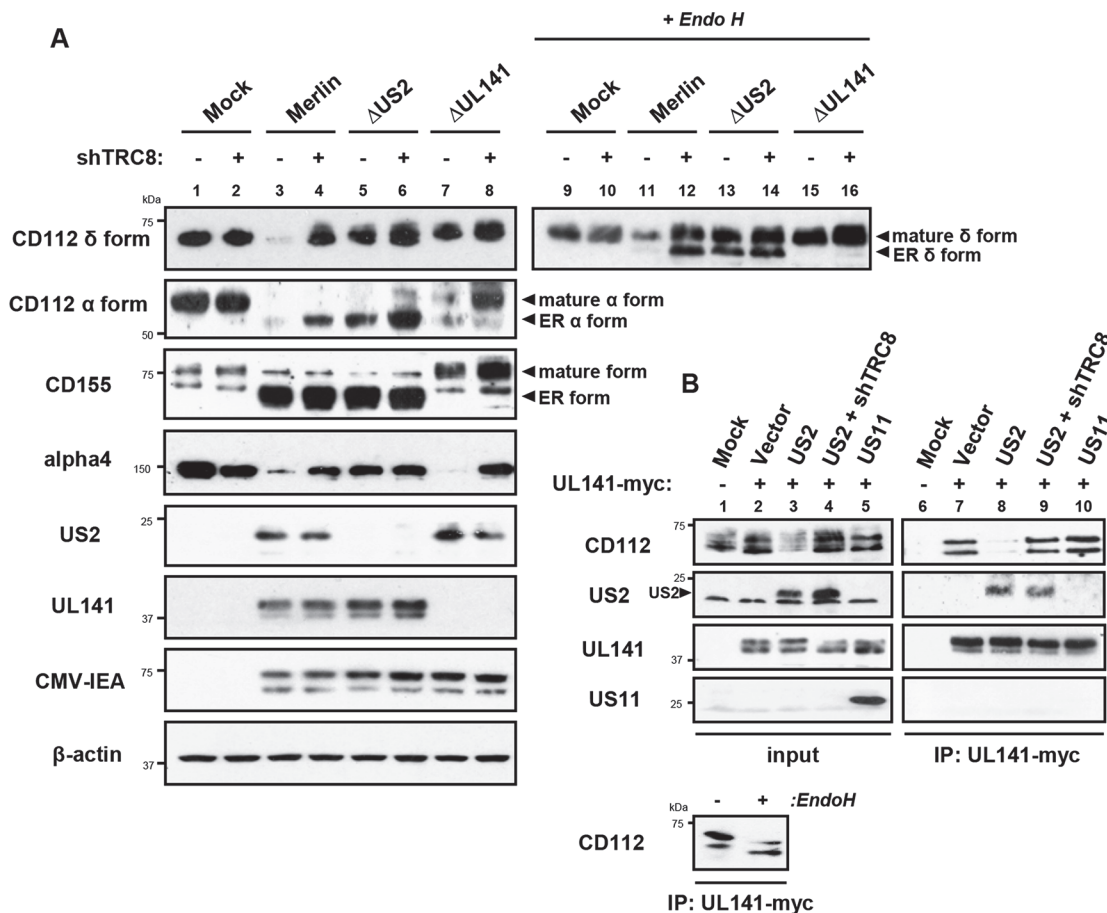 A
+ Endo H
Mock Merlin ΔUS2 ΔUL141 Mock Merlin ΔUS2 ΔUL141
shTRC8: - + - + - + - + - + - + - + - +
1 2 3 4 5 6 7 8 9 10 11 12 13 14 15 16
kDa
75
CD112 δ form
mature δ form
ER δ form
CD112 α form
mature α form
ER α form
50
CD155
75
mature form
ER form
alpha4
150
US2
25
UL141
37
CMV-IEA
75
β-actin
37
B
Mock Vector US2 US2 + shTRC8 US11 Mock Vector US2 US2 + shTRC8 US11
UL141-myc: - + + + + - + + + +
1 2 3 4 5 6 7 8 9 10
CD112
75
US2
25
US2
UL141
37
US11
25
input IP: UL141-myc
- + :EndoH
kDa
75
CD112
IP: UL141-myc